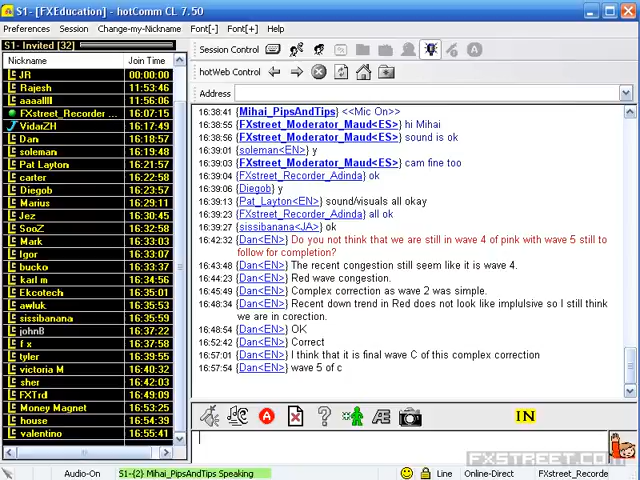 S1- [FXEducation] - hotComm CL 7.50
Preferences Session Change-my-Nickname Font[-] Font[+] Help
S1- Invited [32]
Nickname Join Time
JR 00:00:00
Rajesh 11:53:46
aaaallll 11:56:06
FXstreet_Recorder ... 16:07:15
VidarZH 16:17:49
Dan 16:18:57
soleman 16:19:48
Pat Layton 16:21:57
carter 16:22:58
Diegob 16:23:57
Marius 16:29:11
Jez 16:30:45
SooZ 16:32:29
Mark 16:33:03
Igor 16:33:07
bucko 16:33:37
karl m 16:34:56
Ekcotech 16:35:01
awluk 16:35:53
sissibanana 16:35:59
johnB 16:37:22
f x 16:37:56
tyler 16:39:55
victoria M 16:40:32
sher 16:42:03
FXTrd 16:49:09
Money Magnet 16:53:25
house 16:54:39
valentino 16:55:41
Session Control
hotWeb Control
Address
16:38:41 {Mihai_PipsAndTips} <<Mic On>>
16:38:55 {FXstreet_Moderator_Maud<ES>} hi Mihai
16:38:56 {FXstreet_Moderator_Maud<ES>} sound is ok
16:39:01 {soleman<EN>} y
16:39:03 {FXstreet_Moderator_Maud<ES>} cam fine too
16:39:04 {FXstreet_Recorder_Adinda} ok
16:39:06 {Diegob} y
16:39:13 {Pat_Layton<EN>} sound/visuals all okay
16:39:23 {FXstreet_Recorder_Adinda} all ok
16:39:27 {sissibanana<JA>} ok
16:42:32 {Dan<EN>} Do you not think that we are still in wave 4 of pink with wave 5 still to
follow for completion?
16:43:48 {Dan<EN>} The recent congestion still seem like it is wave 4.
16:44:23 {Dan<EN>} Red wave congestion.
16:45:49 {Dan<EN>} Complex correction as wave 2 was simple.
16:48:34 {Dan<EN>} Recent down trend in Red does not look like implulsive so I still think
we are in corection.
16:48:54 {Dan<EN>} OK
16:52:42 {Dan<EN>} Correct
16:57:01 {Dan<EN>} I think that it is final wave C of this complex correction
16:57:54 {Dan<EN>} wave 5 of c
A Æ IN
FXSTREET.COM
Audio-On S1-{2} Mihai_PipsAndTips Speaking Line Online-Direct FXstreet_Recorde